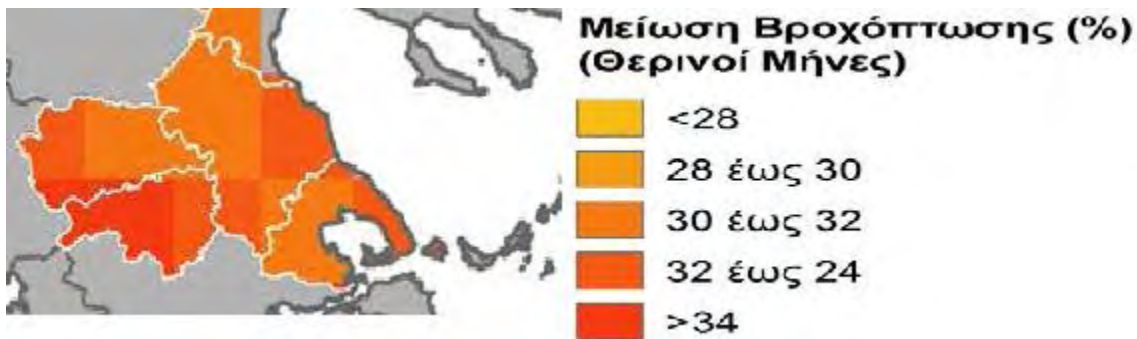 Μείωση Βροχόπτωσης (%)
(Θερινοί Μήνες)
<28
28 έως 30
30 έως 32
32 έως 24
>34